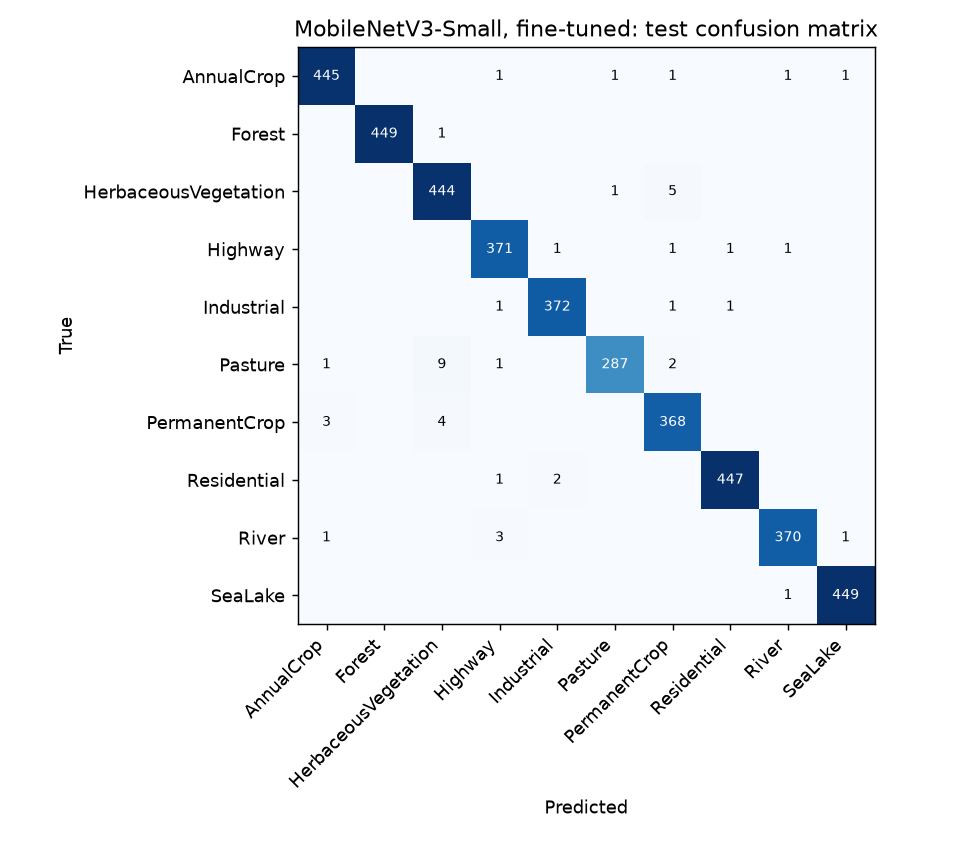 MobileNetV3-Small, fine-tuned: test confusion matrix
AnnualCrop 445 1 1 1 1 1
Forest 449 1
HerbaceousVegetation 444 1 5
Highway 371 1 1 1 1
Industrial 1 372 1 1
Pasture 1 9 1 287 2
PermanentCrop 3 4 368
Residential 1 2 447
River 1 3 370 1
SeaLake 1 449
True
AnnualCrop
Forest
HerbaceousVegetation
Highway
Industrial
Pasture
PermanentCrop
Residential
River
SeaLake
Predicted